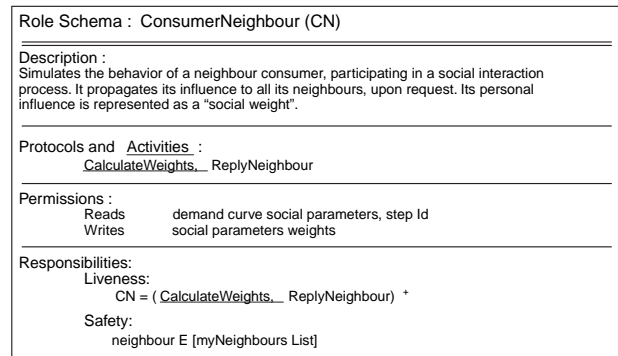 Role Schema : ConsumerNeighbour (CN)
Description :
Simulates the behavior of a neighbour consumer, participating in a social interaction
process. It propagates its influence to all its neighbours, upon request. Its personal
influence is represented as a “social weight”.
Protocols and Activities :
CalculateWeights, ReplyNeighbour
Permissions :
Reads demand curve social parameters, step Id
Writes social parameters weights
Responsibilities:
Liveness:
CN = ( CalculateWeights, ReplyNeighbour) +
Safety:
neighbour E [myNeighbours List]